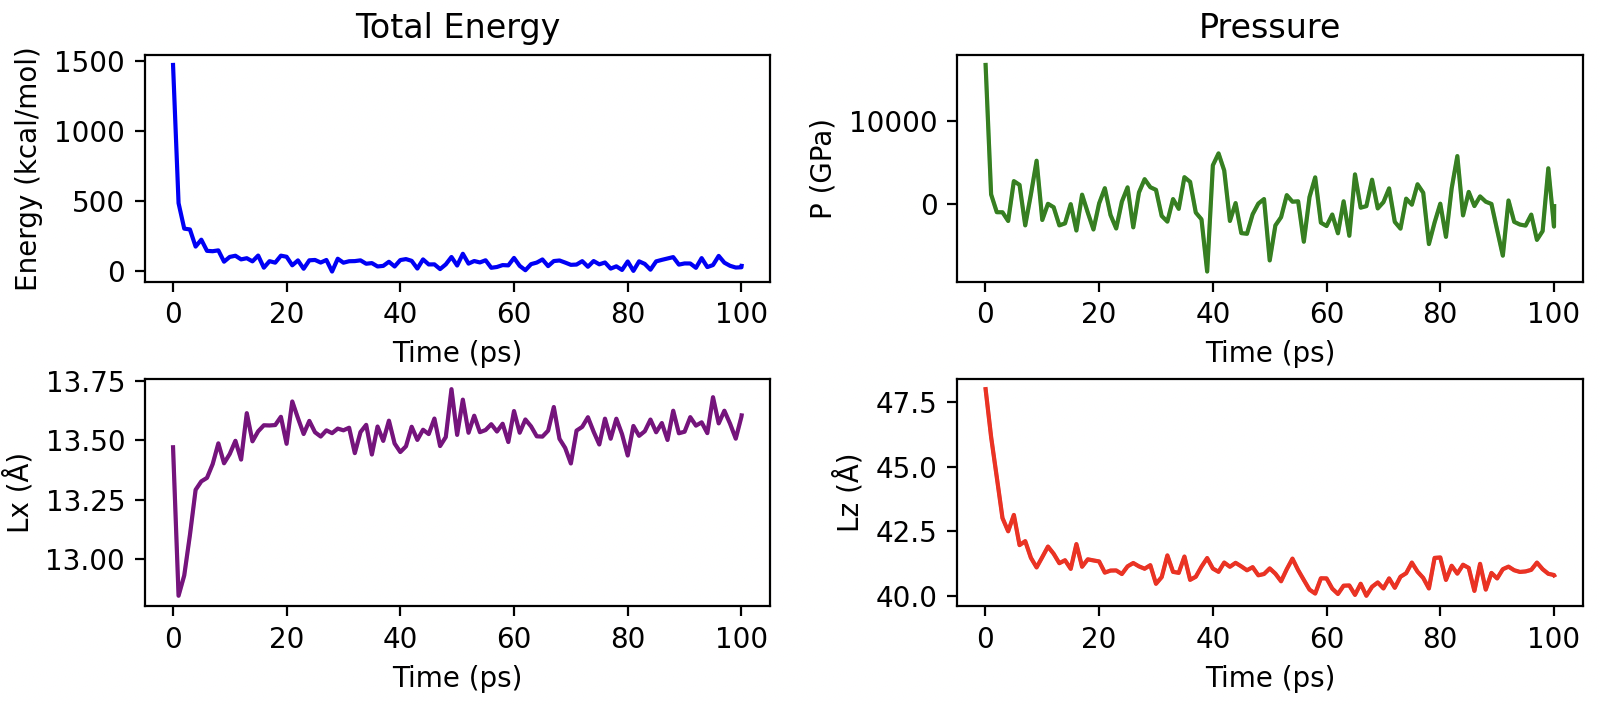 Total Energy
Energy (kcal/mol)
1500
1000
500
0
0 20 40 60 80 100
Time (ps)
Pressure
P (GPa)
10000
0
0 20 40 60 80 100
Time (ps)
Lx (Å)
13.75
13.50
13.25
13.00
0 20 40 60 80 100
Time (ps)
Lz (Å)
47.5
45.0
42.5
40.0
0 20 40 60 80 100
Time (ps)